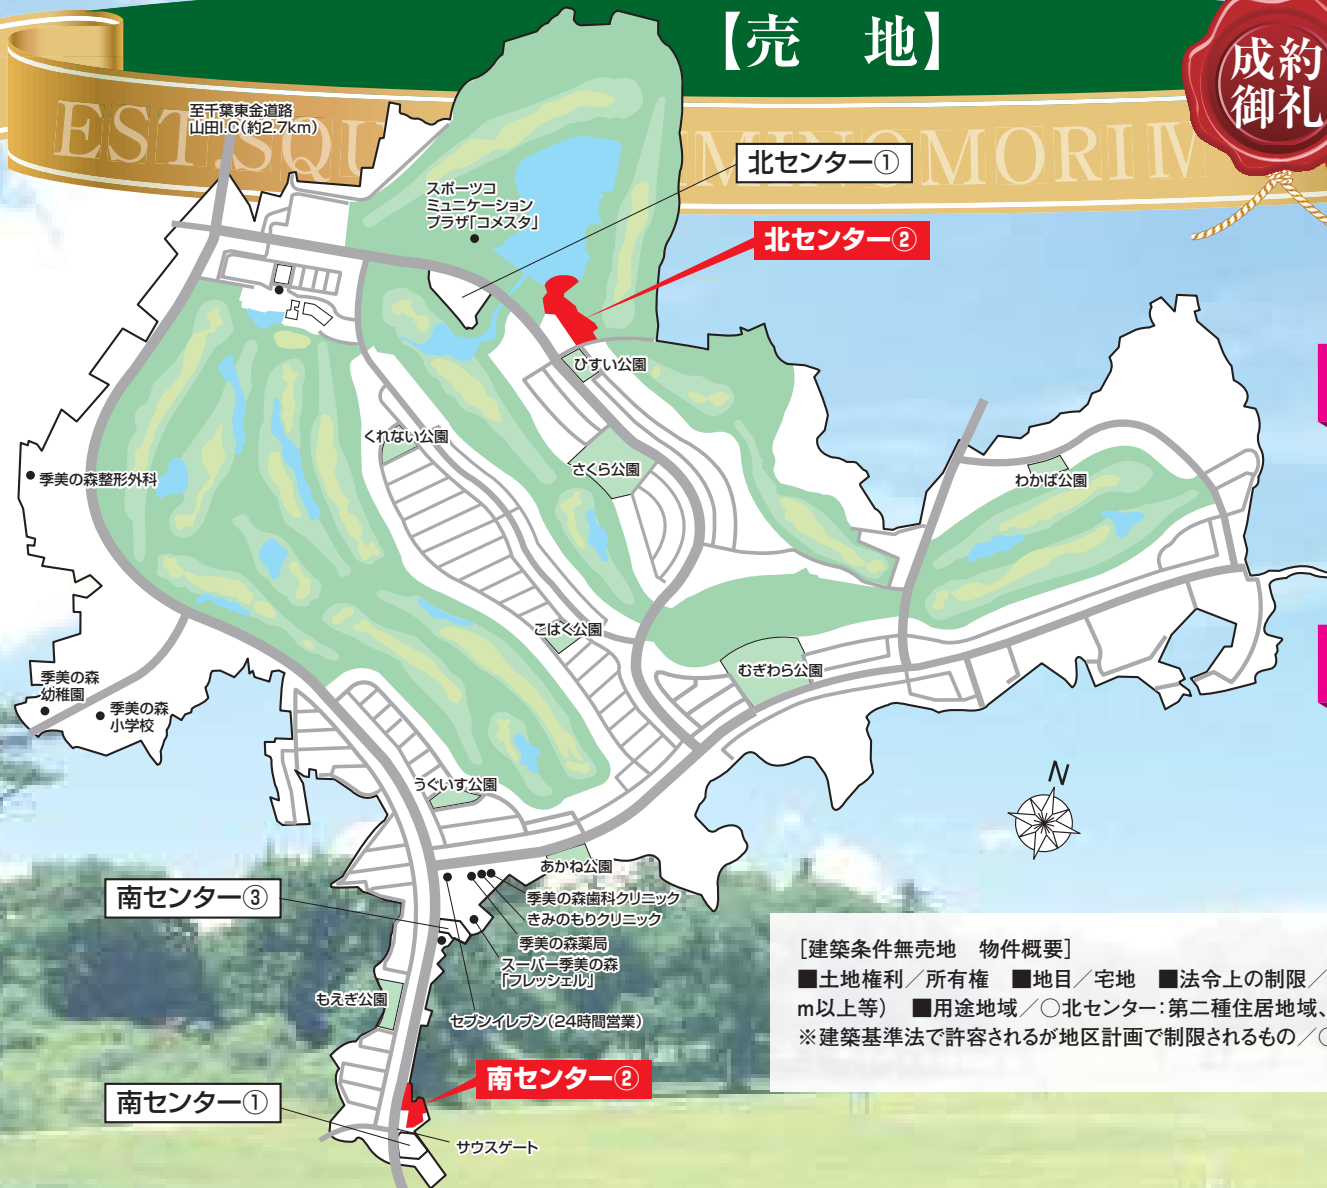 【売　地】
成約
御礼
EST SQU MINOMORI Ⅳ
至千葉東金道路
山田I.C(約2.7km)
北センター①
スポーツコ
ミュニケーション
プラザ「コメスタ」
北センター②
ひすい公園
くれない公園
さくら公園
わかば公園
季美の森整形外科
こはく公園
むぎわら公園
季美の森
幼稚園
季美の森
小学校
N
うぐいす公園
あかね公園
南センター③
季美の森歯科クリニック
きみのもりクリニック
季美の森薬局
スーパー季美の森
「フレッシェル」
もえぎ公園
セブンイレブン(24時間営業)
南センター②
南センター①
サウスゲート
［建築条件無売地　物件概要］
■土地権利／所有権　■地目／宅地　■法令上の制限／
m以上等）　■用途地域／○北センター：第二種住居地域、
※建築基準法で許容されるが地区計画で制限されるもの／○